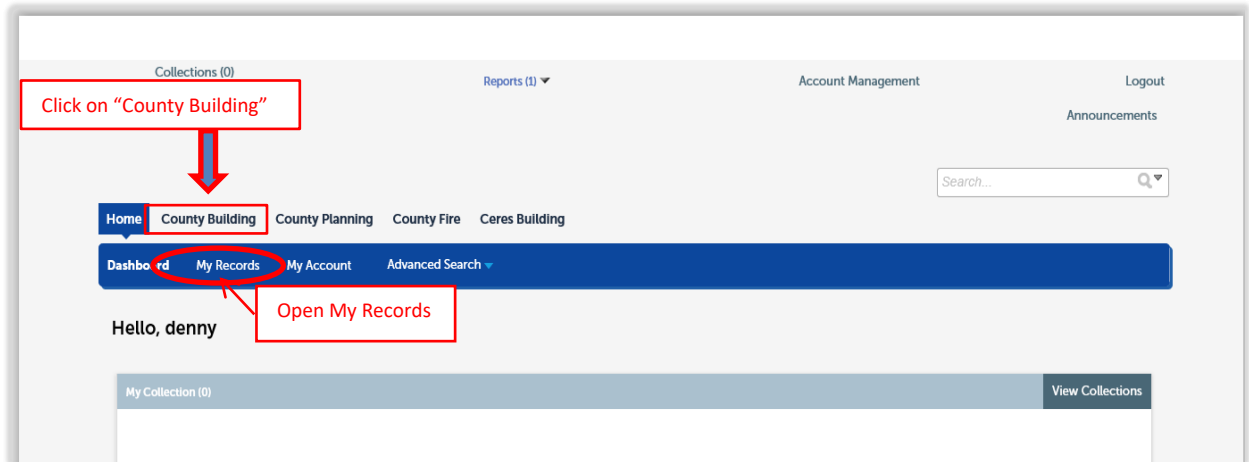 Collections (0)
Reports (1)
Account Management
Logout
Click on “County Building”
Announcements
Search...
Home
County Building
County Planning
County Fire
Ceres Building
Dashboard
My Records
My Account
Advanced Search
Open My Records
Hello, denny
My Collection (0)
View Collections